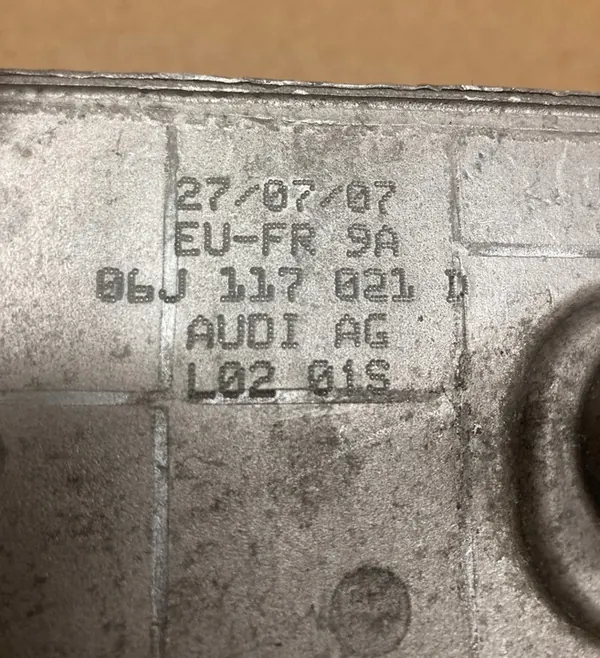 27/07/07
EU-FR 9A
06J 117 021 D
AUDI AG
L02 01S